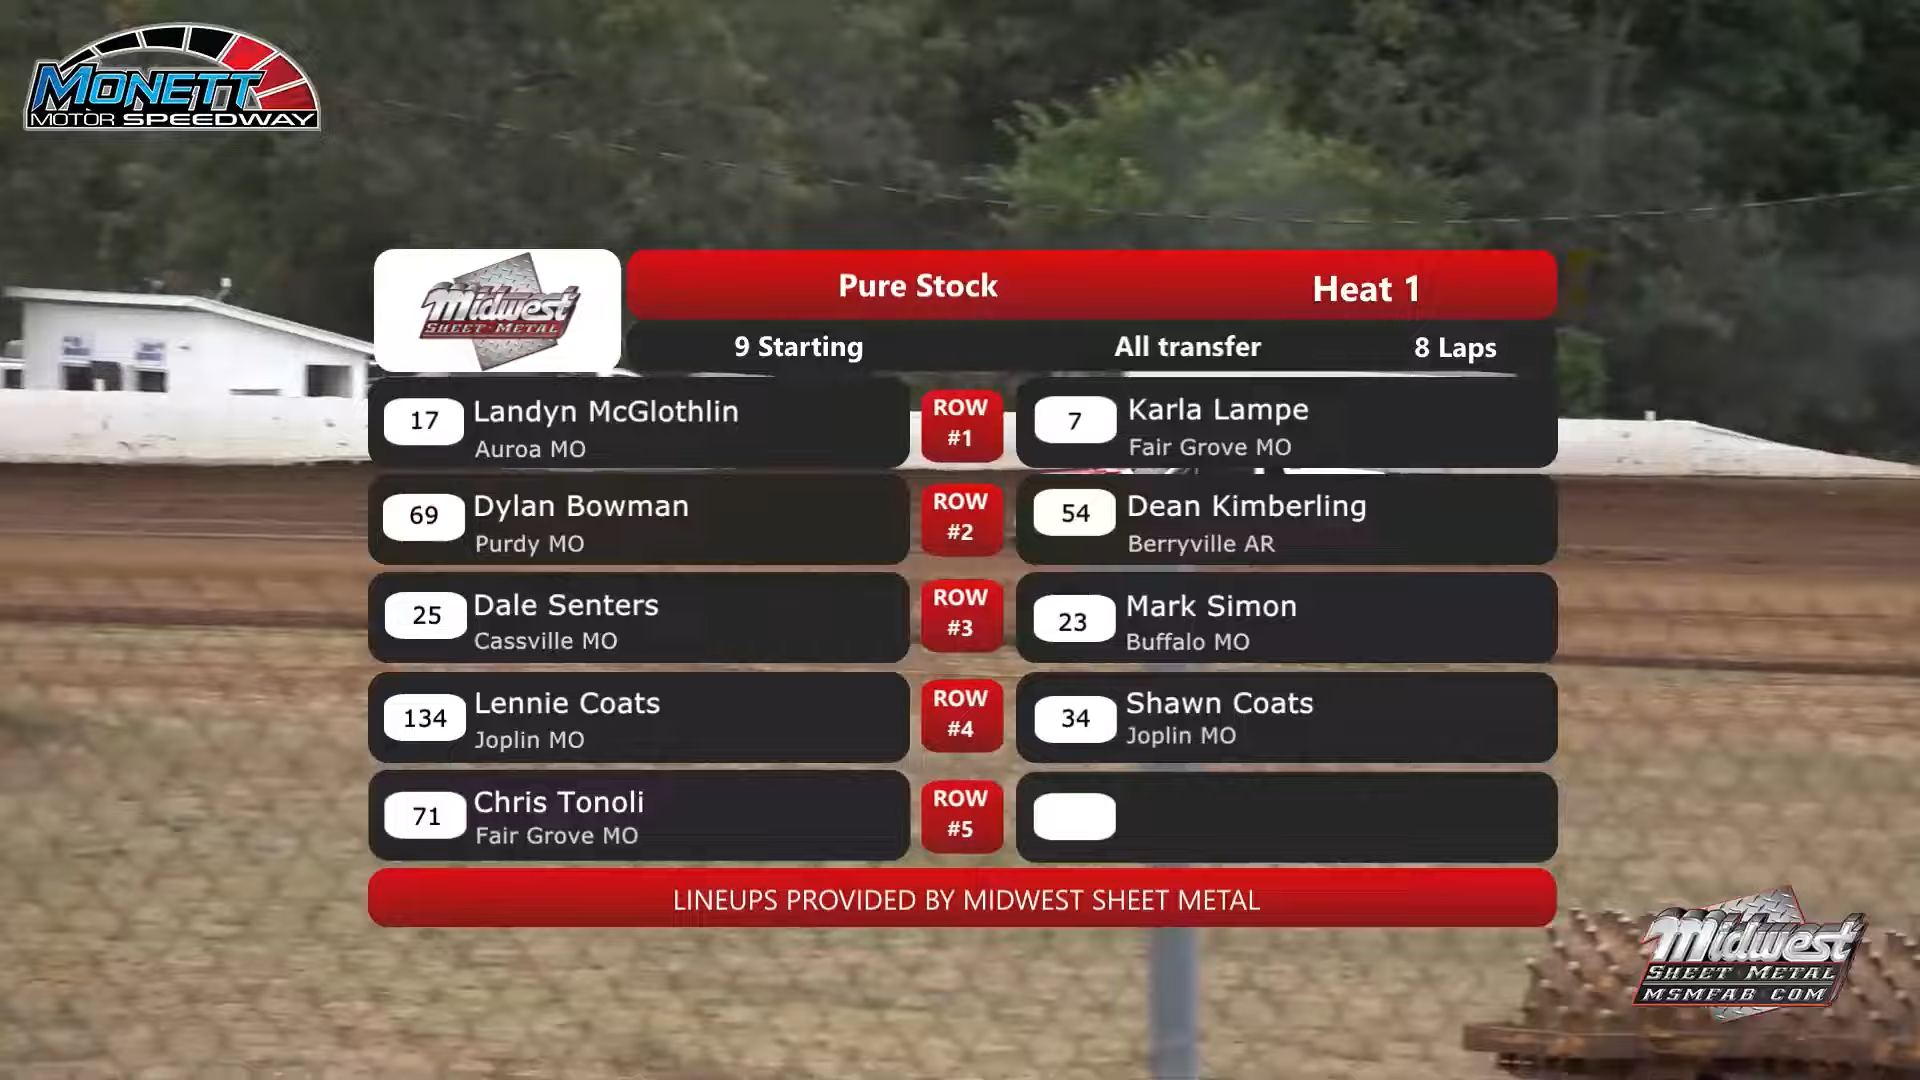 MONETT
MOTOR SPEEDWAY
Midwest
SHEET METAL
Pure Stock
Heat 1
9 Starting
All transfer
8 Laps
17
Landyn McGlothlin
Auroa MO
ROW
#1
7
Karla Lampe
Fair Grove MO
69
Dylan Bowman
Purdy MO
ROW
#2
54
Dean Kimberling
Berryville AR
25
Dale Senters
Cassville MO
ROW
#3
23
Mark Simon
Buffalo MO
134
Lennie Coats
Joplin MO
ROW
#4
34
Shawn Coats
Joplin MO
71
Chris Tonoli
Fair Grove MO
ROW
#5
LINEUPS PROVIDED BY MIDWEST SHEET METAL
Midwest
SHEET METAL
MSMFAB COM